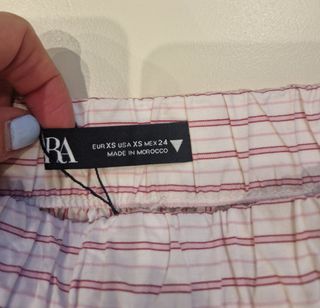 RA
EUR XS USA XS MEX 24
MADE IN MOROCCO